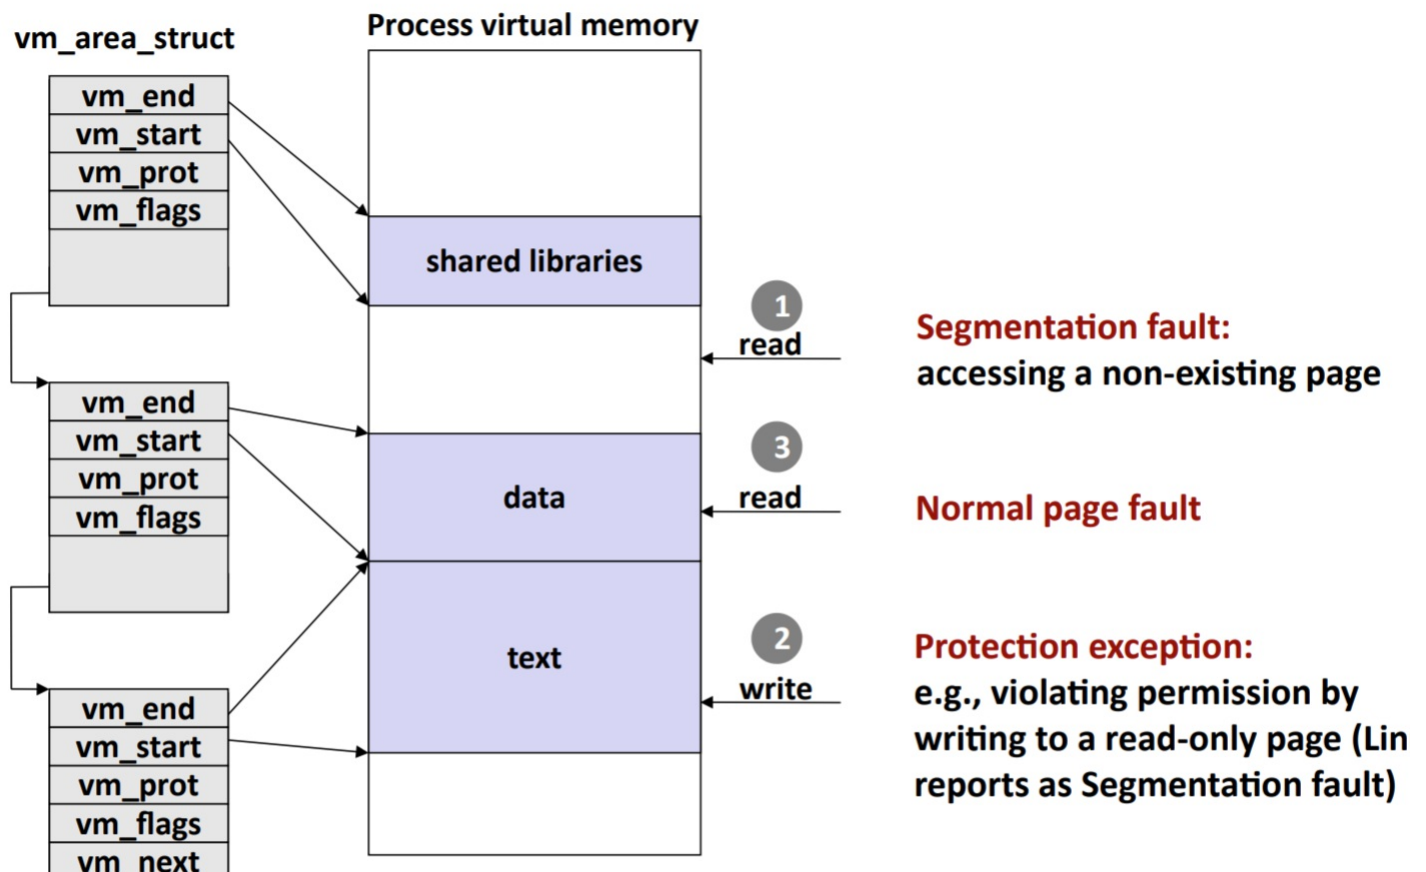 Process virtual memory
vm_area_struct
vm_end
vm_start
vm_prot
vm_flags
shared libraries
1
read
Segmentation fault:
accessing a non-existing page
vm_end
vm_start
vm_prot
vm_flags
data
3
read
Normal page fault
text
2
write
Protection exception:
e.g., violating permission by
writing to a read-only page (Lin
reports as Segmentation fault)
vm_end
vm_start
vm_prot
vm_flags
vm_next